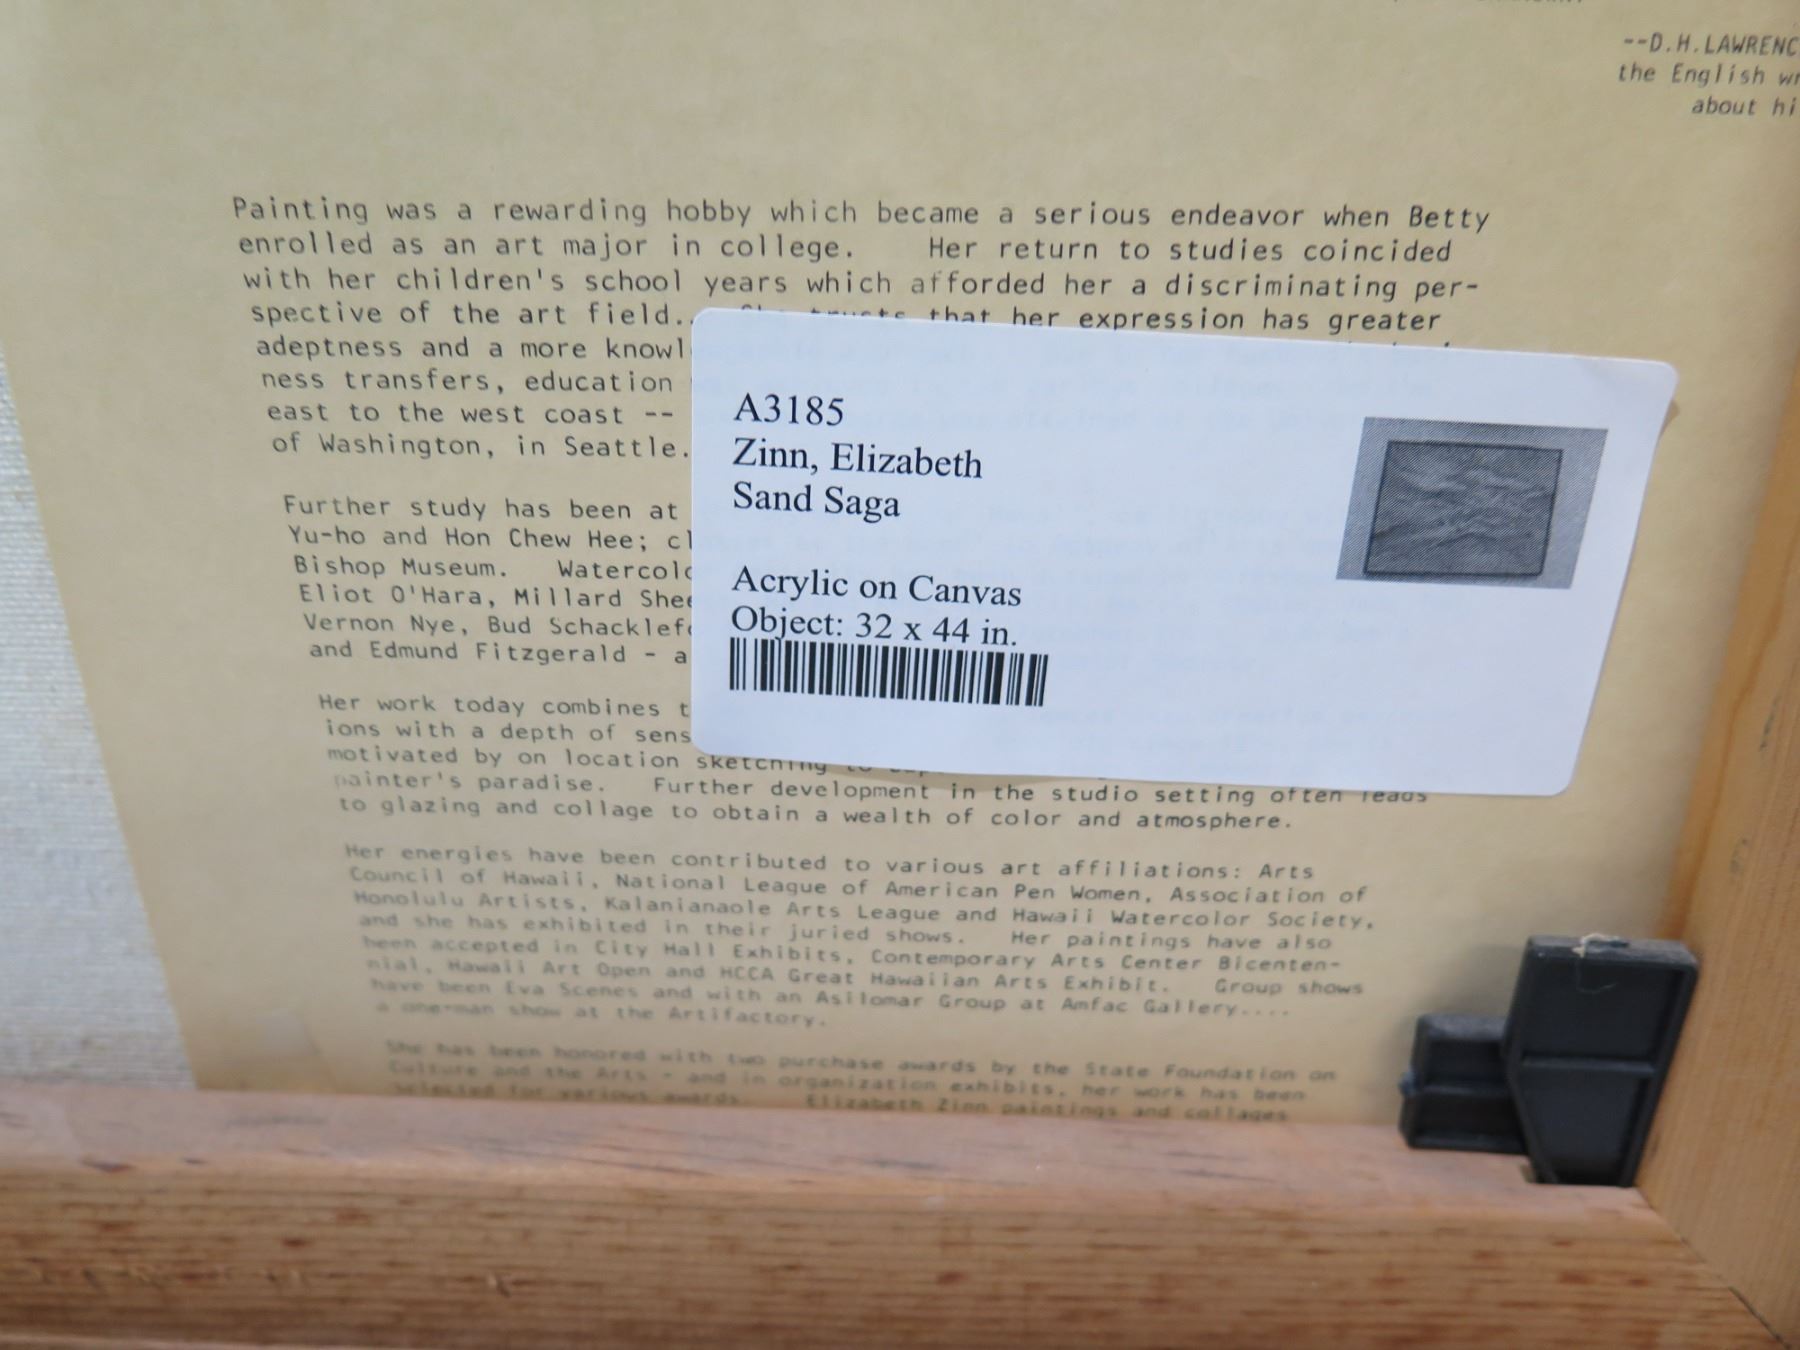 --D.H.LAWRENC
the English wr
about hi
Painting was a rewarding hobby which became a serious endeavor when Betty
enrolled as an art major in college. Her return to studies coincided
with her children's school years which afforded her a discriminating per-
spective of the art field.. She trusts that her expression has greater
adeptness and a more knowl
ness transfers, education
east to the west coast --
of Washington, in Seattle.
A3185
Zinn, Elizabeth
Sand Saga
Acrylic on Canvas
Object: 32 x 44 in.
Further study has been at
Yu-ho and Hon Chew Hee; cl
Bishop Museum. Watercolo
Eliot O'Hara, Millard Shee
Vernon Nye, Bud Schacklefo
and Edmund Fitzgerald - a
Her work today combines t
ions with a depth of sens
motivated by on location sketching to
painter's paradise. Further development in the studio setting often leads
to glazing and collage to obtain a wealth of color and atmosphere.
Her energies have been contributed to various art affiliations: Arts
Council of Hawaii, National League of American Pen Women, Association of
Honolulu Artists, Kalanianaole Arts League and Hawaii Watercolor Society,
and she has exhibited in their juried shows. Her paintings have also
been accepted in City Hall Exhibits, Contemporary Arts Center Bicenten-
nial, Hawaii Art Open and HCCA Great Hawaiian Arts Exhibit. Group shows
have been Eva Scenes and with an Asilomar Group at Amfac Gallery....
a one-man show at the Artifactory.
She has been honored with two purchase awards by the State Foundation on
Culture and the Arts - and in organization exhibits, her work has been
selected for various awards. Elizabeth Zinn paintings and collages